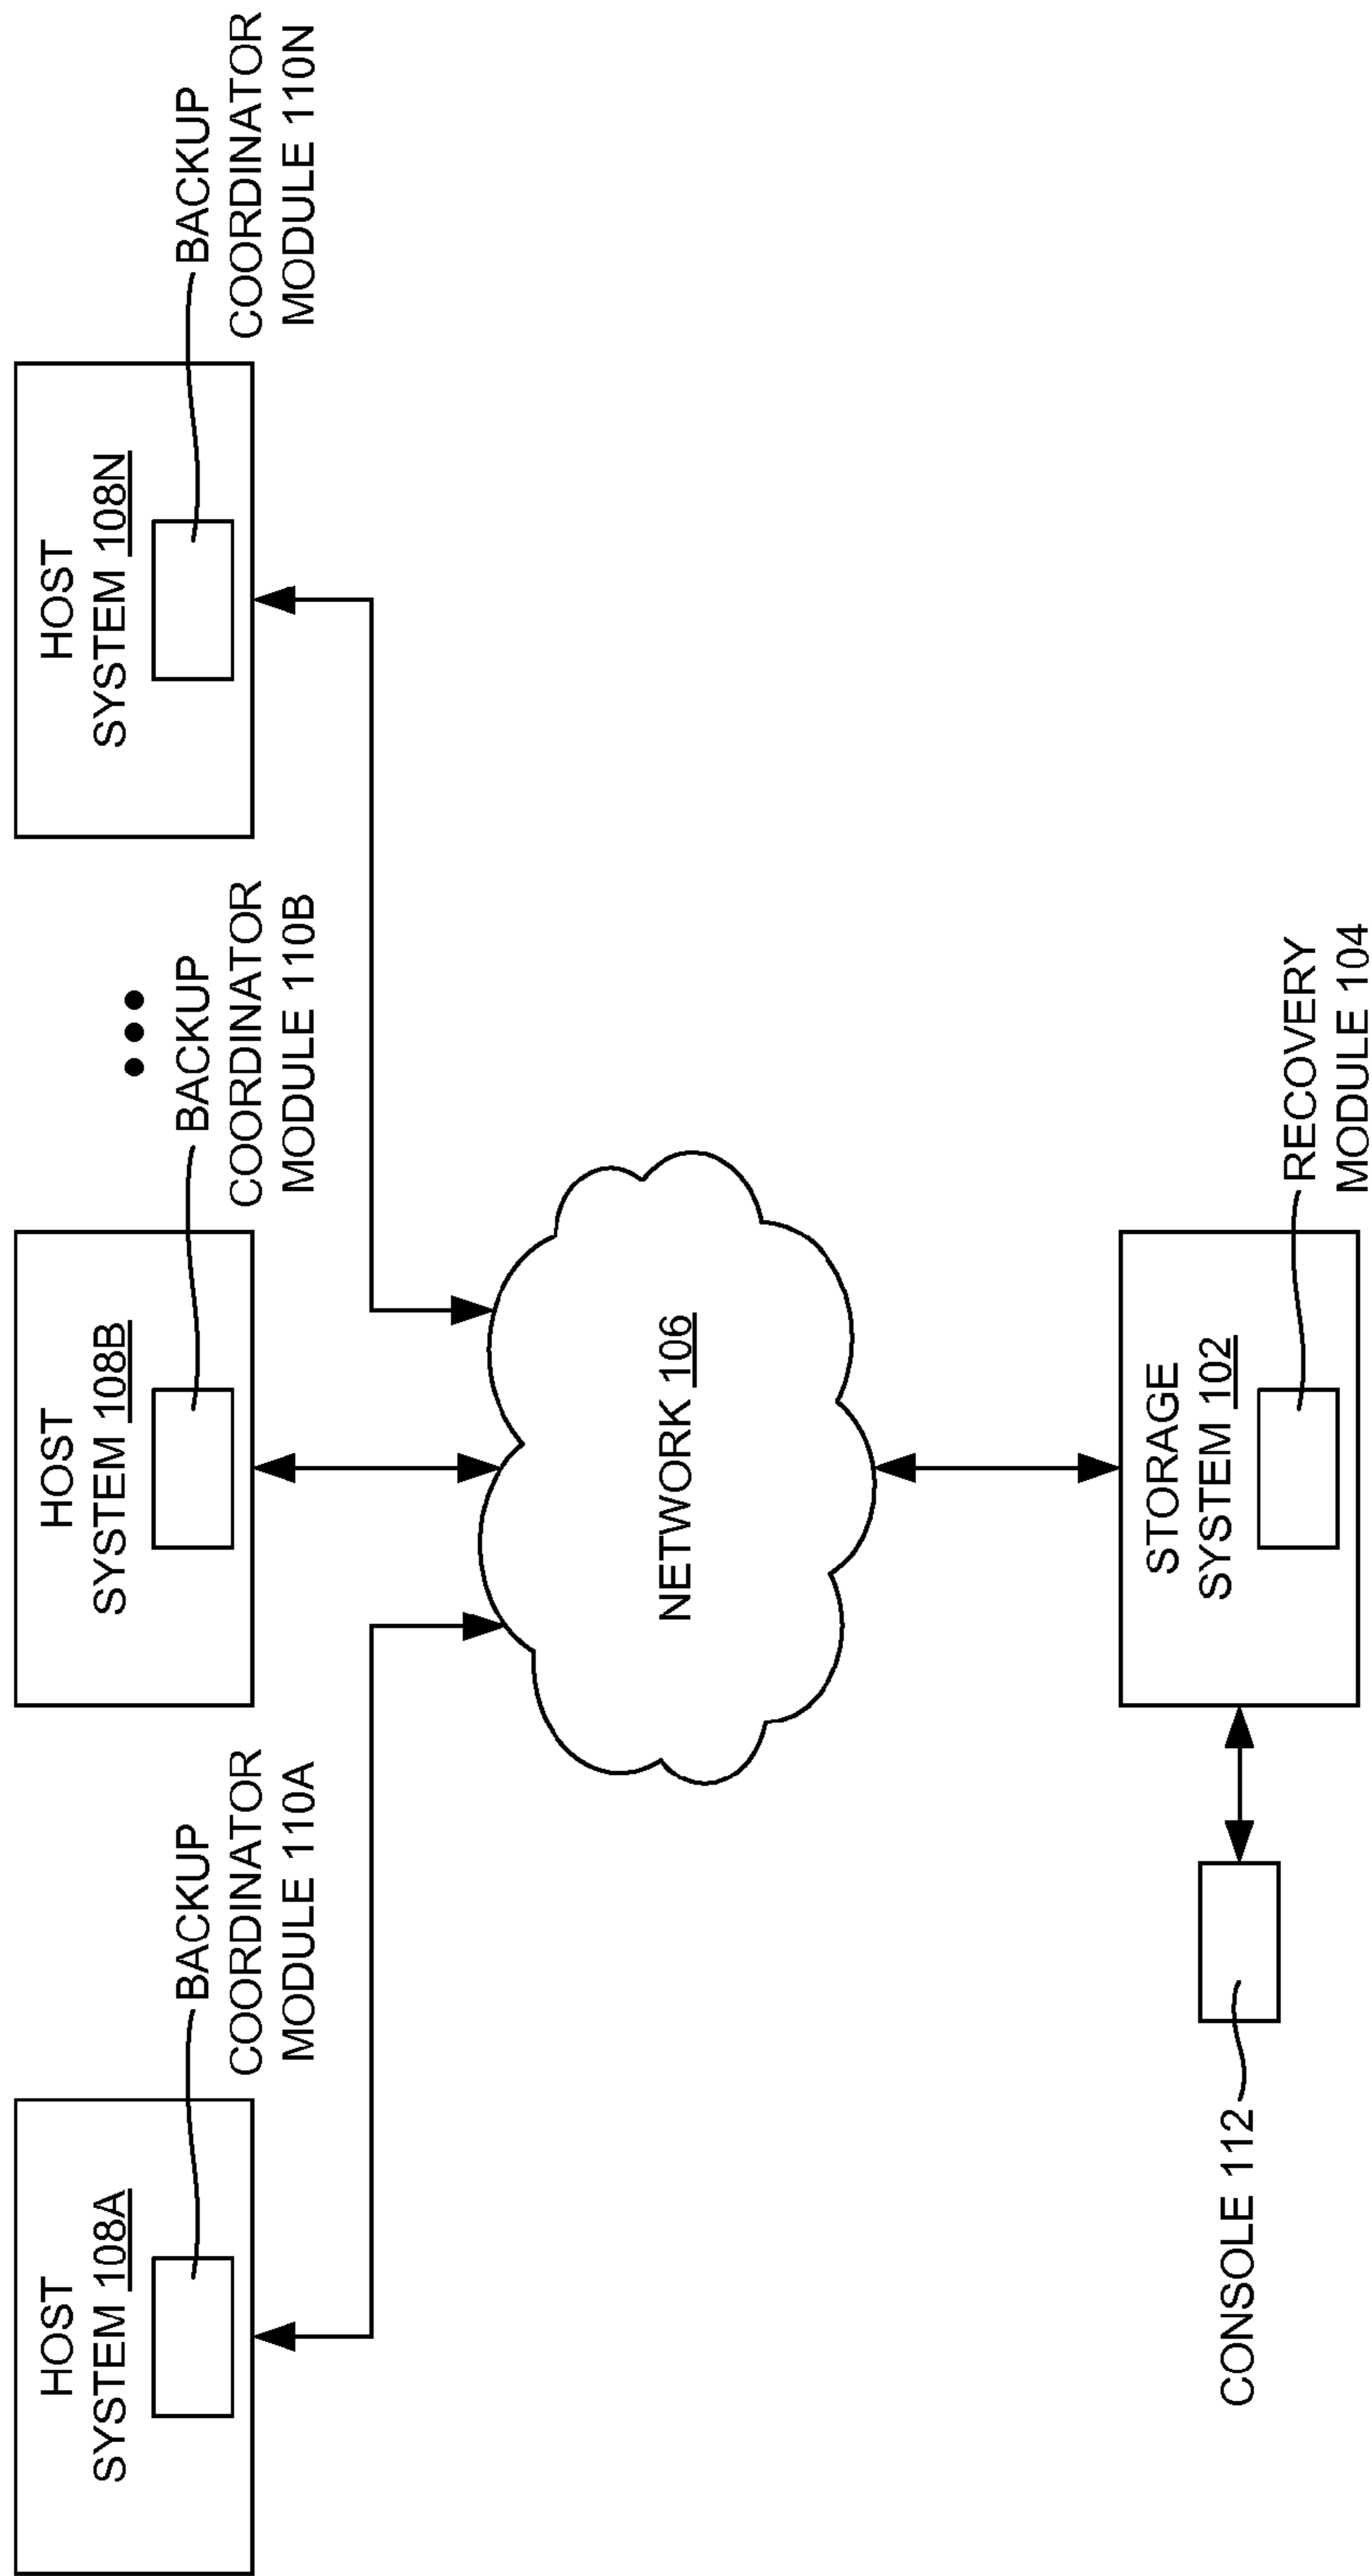 HOST
SYSTEM 108A
BACKUP
COORDINATOR
MODULE 110A
HOST
SYSTEM 108B
BACKUP
COORDINATOR
MODULE 110B
HOST
SYSTEM 108N
BACKUP
COORDINATOR
MODULE 110N
NETWORK 106
CONSOLE 112
STORAGE
SYSTEM 102
RECOVERY
MODULE 104